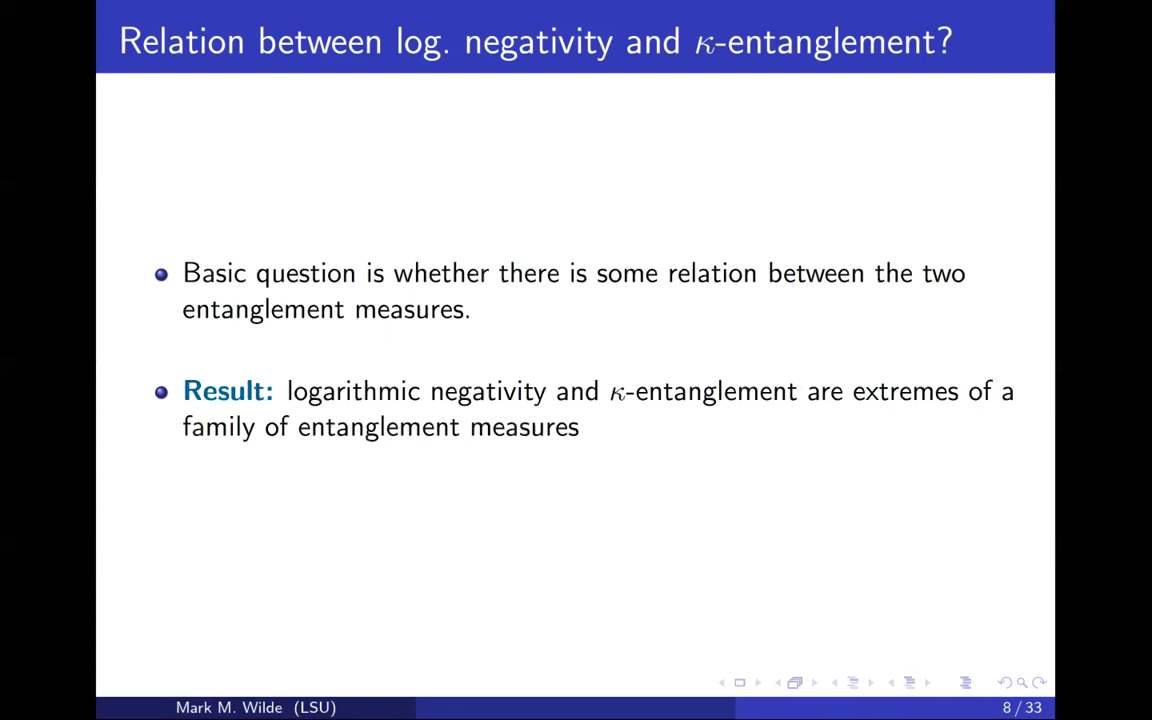 Relation between log. negativity and κ-entanglement?
Basic question is whether there is some relation between the two
entanglement measures.
Result: logarithmic negativity and κ-entanglement are extremes of a
family of entanglement measures
Mark M. Wilde (LSU)
8 / 33